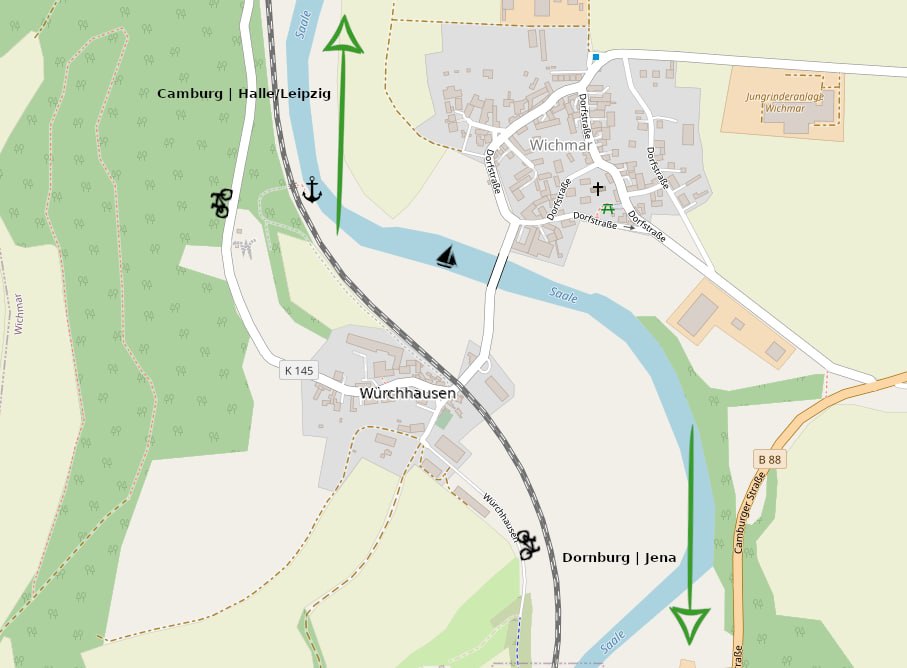 Saale
Camburg | Halle/Leipzig
Jungrinderanlage
Wichmar
Dorfstraße
Wichmar
Dorfstraße
Dorfstraße
Dorfstraße
Dorfstraße
Dorfstraße
Saale
Wichmar
K 145
Würchhausen
B 88
Camburger Straße
Würchhausen
Dornburg | Jena
Saale
raße